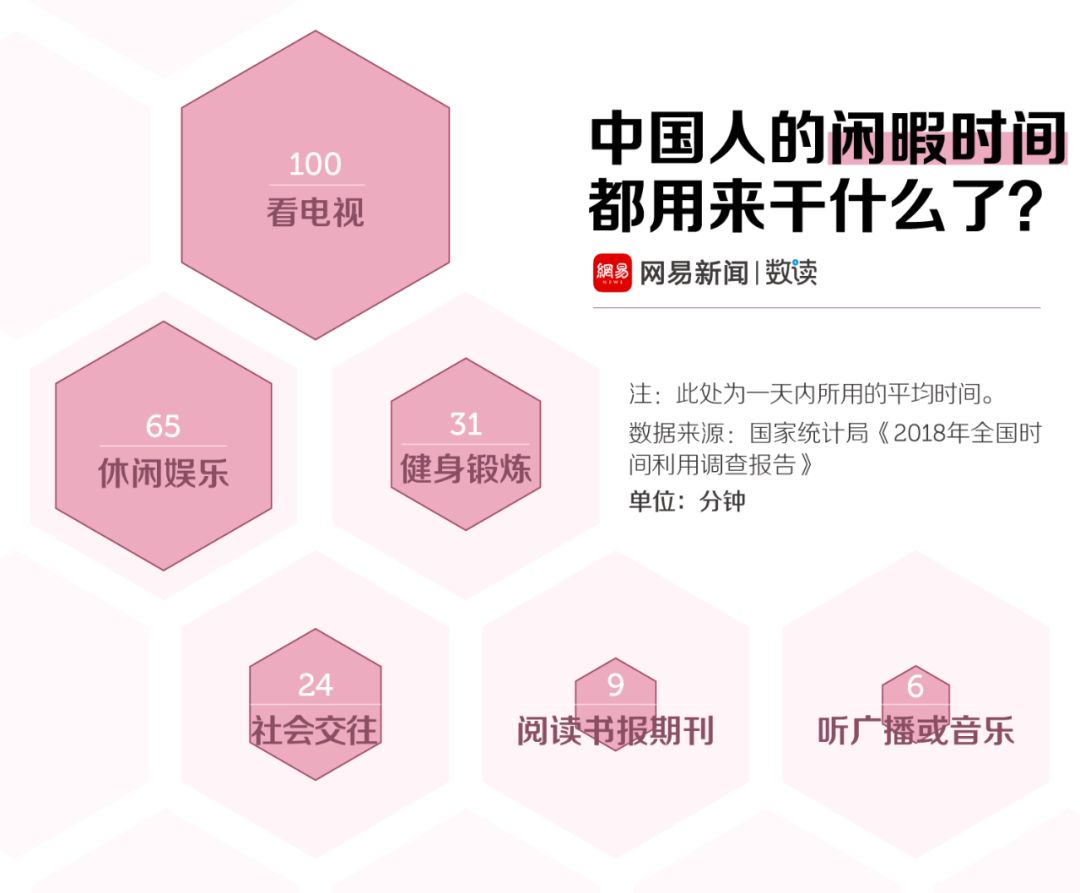 中国人的闲暇时间
都用来干什么了？
網易
NEWS
网易新闻 | 数读
注：此处为一天内所用的平均时间。
数据来源：国家统计局《2018年全国时
间利用调查报告》
单位：分钟
100
看电视
65
休闲娱乐
31
健身锻炼
24
社会交往
9
阅读书报期刊
6
听广播或音乐